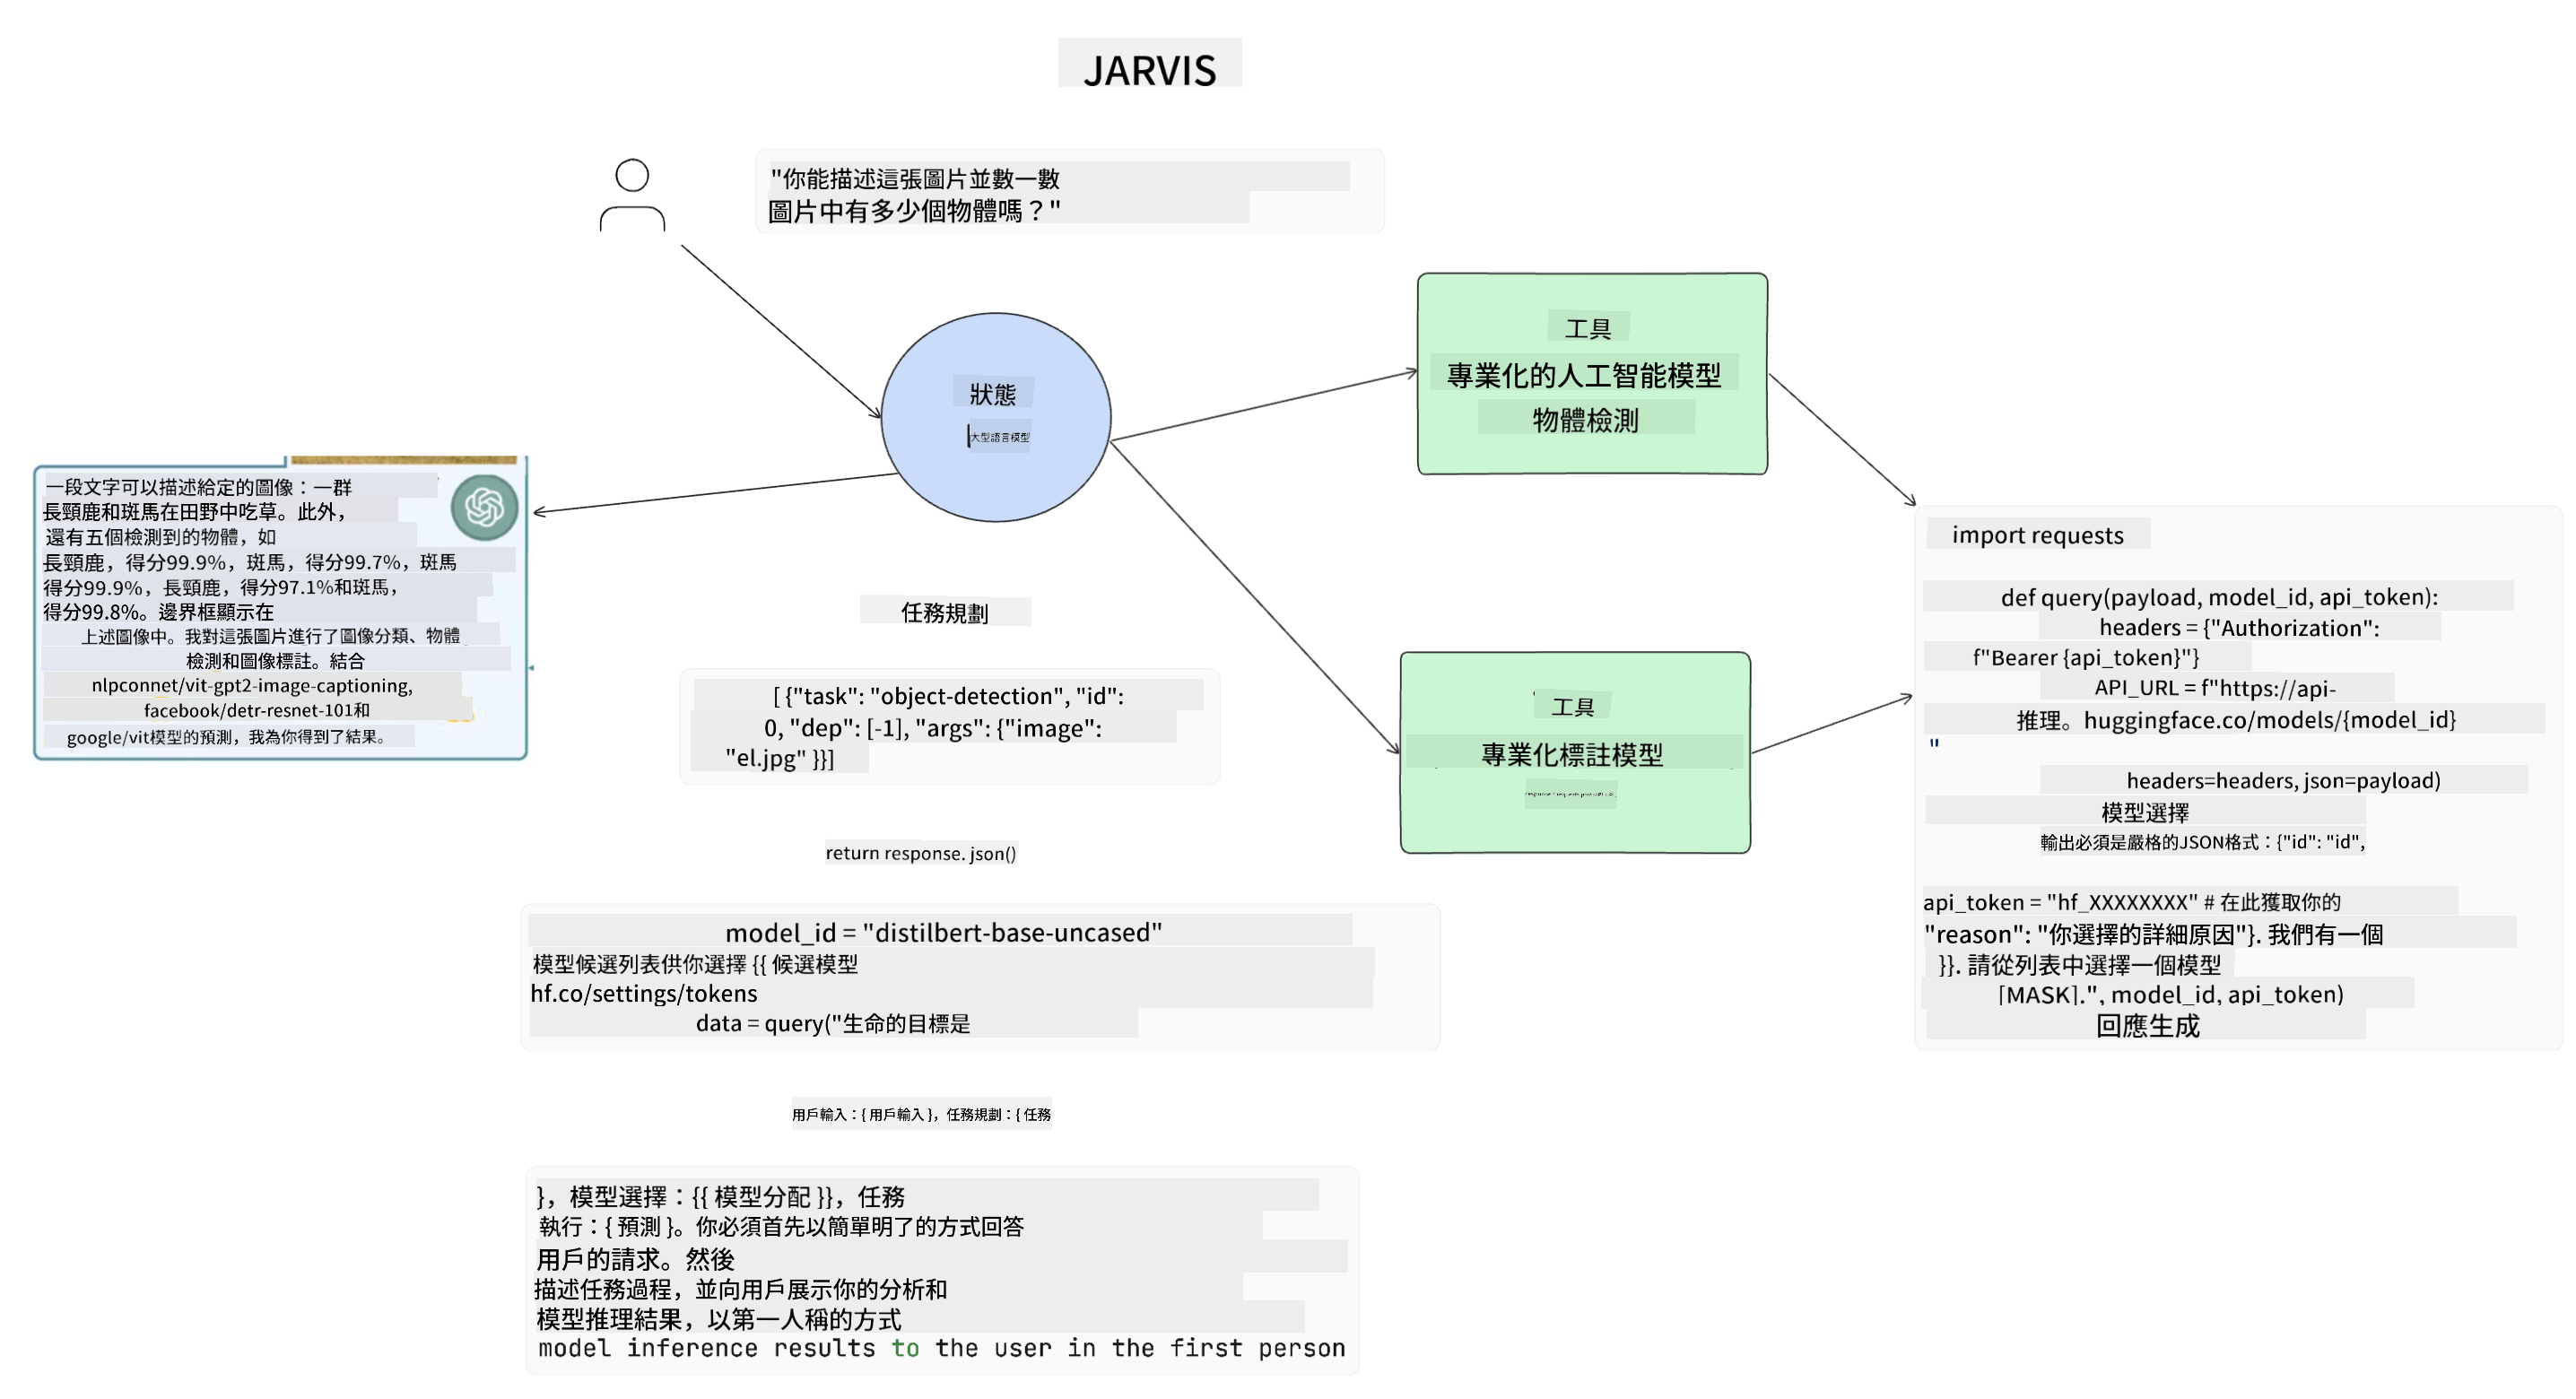 JARVIS
"你能描述這張圖片並數一數
圖片中有多少個物體嗎？"
狀態
大型語言模型
工具
專業化的人工智能模型
物體檢測
一段文字可以描述給定的圖像：一群
長頸鹿和斑馬在田野中吃草。此外，
還有五個檢測到的物體，如
長頸鹿，得分99.9%，斑馬，得分99.7%，斑馬
得分99.9%，長頸鹿，得分97.1%和斑馬，
得分99.8%。邊界框顯示在
上述圖像中。我對這張圖片進行了圖像分類、物體
檢測和圖像標註。結合
nlpconnet/vit-gpt2-image-captioning,
facebook/detr-resnet-101和
google/vit模型的預測，我為你得到了結果。
任務規劃
[ {"task": "object-detection", "id":
0, "dep": [-1], "args": {"image":
"el.jpg" }}]
工具
專業化標註模型
import requests
def query(payload, model_id, api_token):
headers = {"Authorization":
f"Bearer {api_token}"}
API_URL = f"https://api-
推理。huggingface.co/models/{model_id}
"
headers=headers, json=payload)
模型選擇
輸出必須是嚴格的JSON格式：{"id": "id",
api_token = "hf_XXXXXXXX" # 在此獲取你的
"reason": "你選擇的詳細原因"}. 我們有一個
}}. 請從列表中選擇一個模型
[MASK].", model_id, api_token)
回應生成
return response. json()
model_id = "distilbert-base-uncased"
模型候選列表供你選擇 {{ 候選模型
hf.co/settings/tokens
data = query("生命的目標是
用戶輸入：{ 用戶輸入 }，任務規劃：{ 任務
}，模型選擇：{{ 模型分配 }}，任務
執行：{ 預測 }。你必須首先以簡單明了的方式回答
用戶的請求。然後
描述任務過程，並向用戶展示你的分析和
模型推理結果，以第一人稱的方式
model inference results to the user in the first person